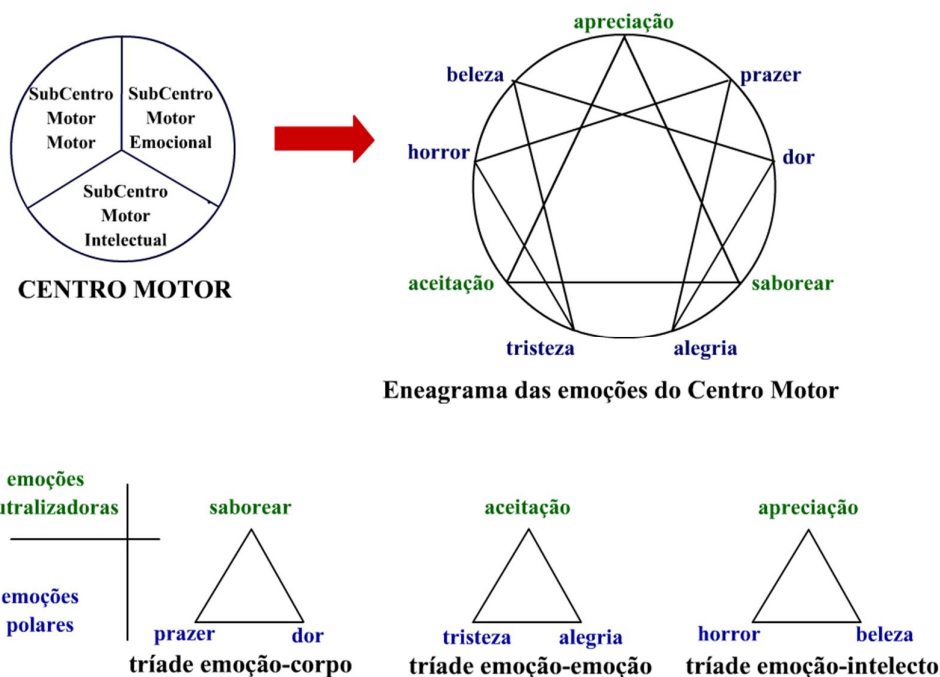 apreciação
beleza
prazer
SubCentro
Motor
Motor
SubCentro
Motor
Emocional
horror
dor
SubCentro
Motor
Intelectual
aceitação
saborear
CENTRO MOTOR
tristeza
alegria
Eneagrama das emoções do Centro Motor
emoções
utralizadoras
saborear
aceitação
apreciação
emoções
polares
prazer
dor
tristeza
alegria
horror
beleza
tríade emoção-corpo
tríade emoção-emoção
tríade emoção-intelecto